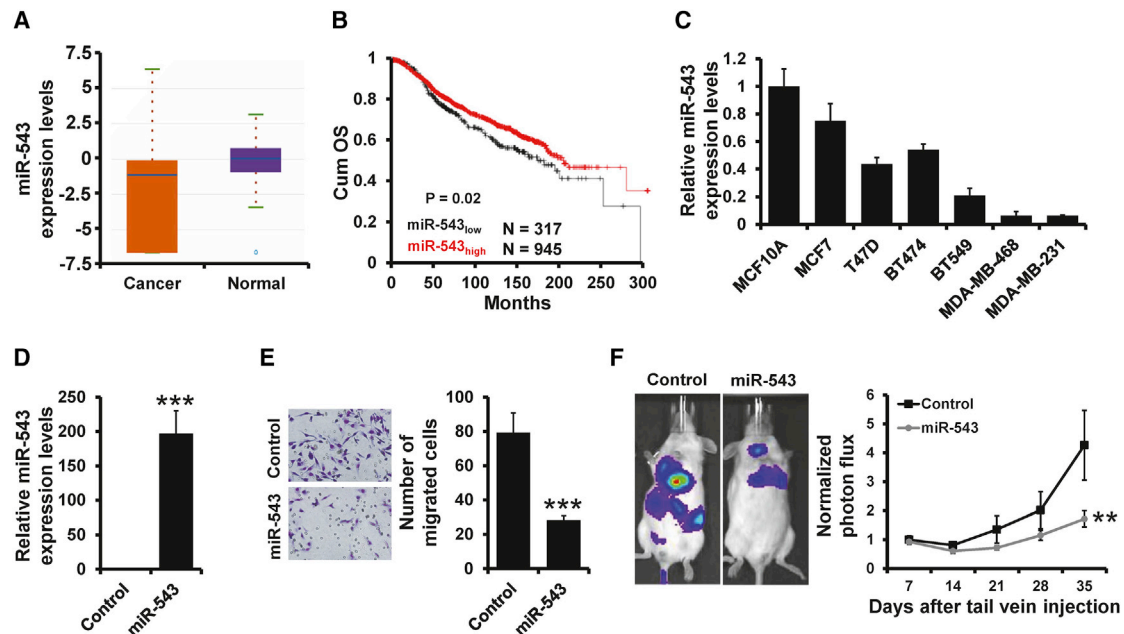 A
miR-543
expression levels
7.5
5
2.5
0
-2.5
-5
-7.5
Cancer
Normal
B
Cum OS
1
0.8
0.6
0.4
0.2
0
P = 0.02
miR-543low N = 317
miR-543high N = 945
0 50 100 150 200 250 300
Months
C
Relative miR-543
expression levels
1.2
1
0.8
0.6
0.4
0.2
0
MCF10A
MCF7
T47D
BT474
BT549
MDA-MB-468
MDA-MB-231
D
Relative miR-543
expression levels
250
200
150
100
50
0
***
Control
miR-543
E
Control
miR-543
Number of
migrated cells
100
80
60
40
20
0
***
Control
miR-543
F
Control
miR-543
Normalized
photon flux
6
5
4
3
2
1
0
Control
miR-543
**
7 14 21 28 35
Days after tail vein injection